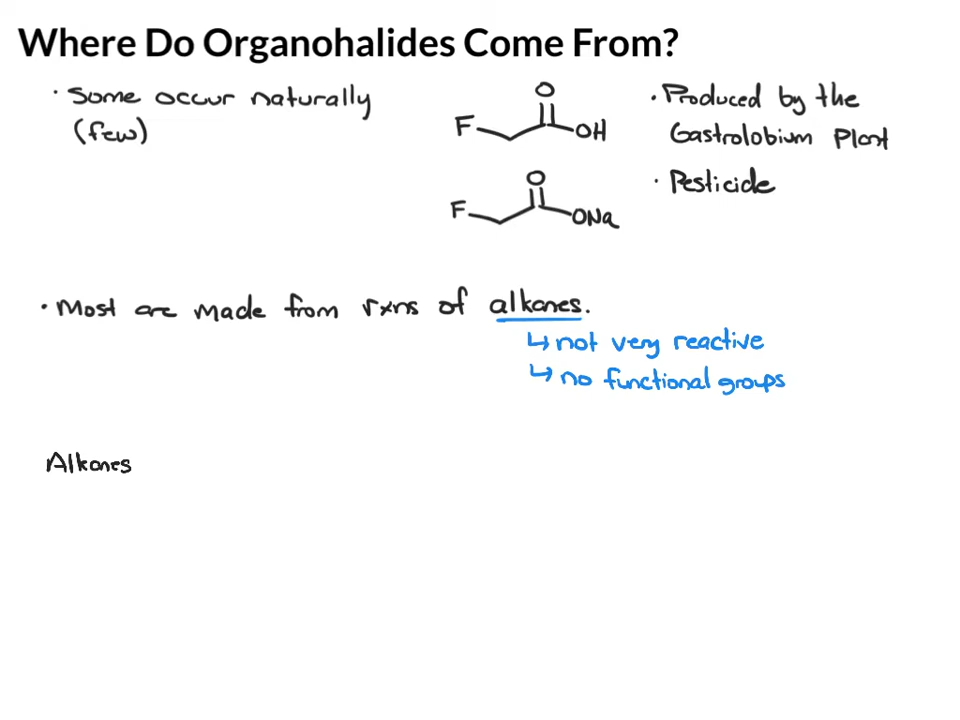 Where Do Organohalides Come From?
· Some occur naturally
(few)
O
F
OH
· Produced by the
Gastrolobium Plant
· Pesticide
O
F
ONa
· Most are made from rxns of alkanes.
↳ not very reactive
↳ no functional groups
Alkanes